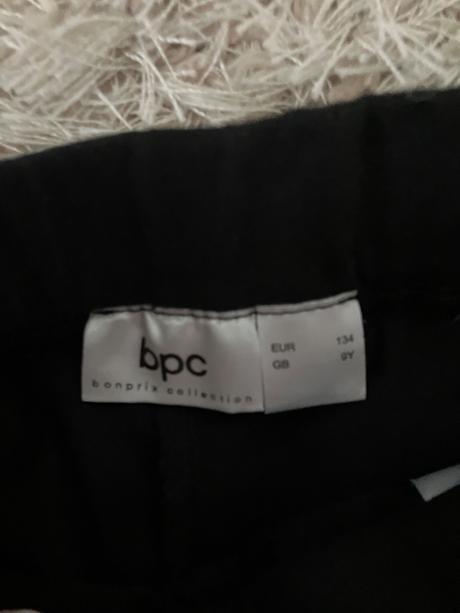 bpc
bonprix collection
EUR 134
GB 9Y